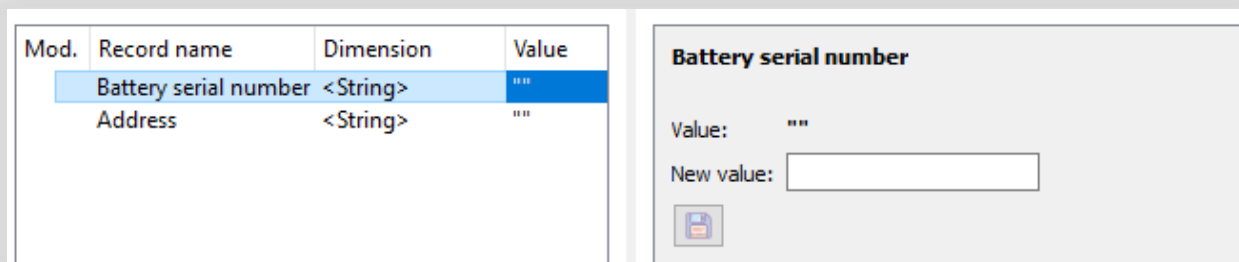 Mod. Record name Dimension Value
Battery serial number <String> ""
Address <String> ""
Battery serial number
Value: ""
New value: